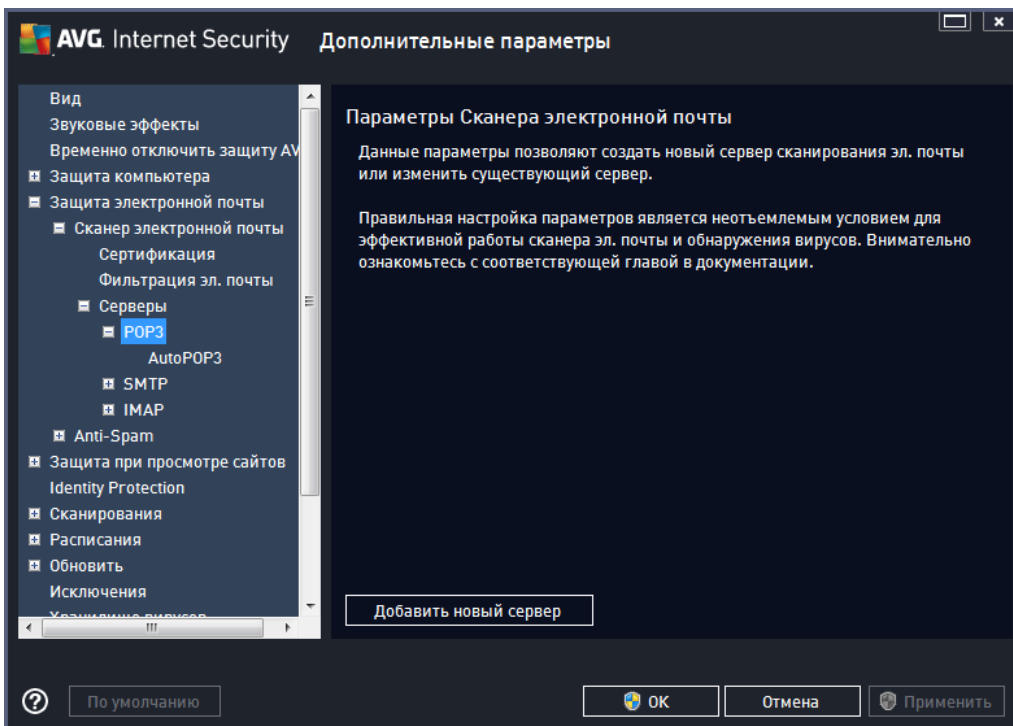 AVG. Internet Security Дополнительные параметры
Вид
Звуковые эффекты
Временно отключить защиту AV
Защита компьютера
Защита электронной почты
Сканер электронной почты
Сертификация
Фильтрация эл. почты
Серверы
POP3
AutoPOP3
SMTP
IMAP
Anti-Spam
Защита при просмотре сайтов
Identity Protection
Сканирования
Расписания
Обновить
Исключения
Хранилище вирусов
Параметры Сканера электронной почты
Данные параметры позволяют создать новый сервер сканирования эл. почты
или изменить существующий сервер.
Правильная настройка параметров является неотъемлемым условием для
эффективной работы сканера эл. почты и обнаружения вирусов. Внимательно
ознакомьтесь с соответствующей главой в документации.
Добавить новый сервер
По умолчанию
ОК
Отмена
Применить